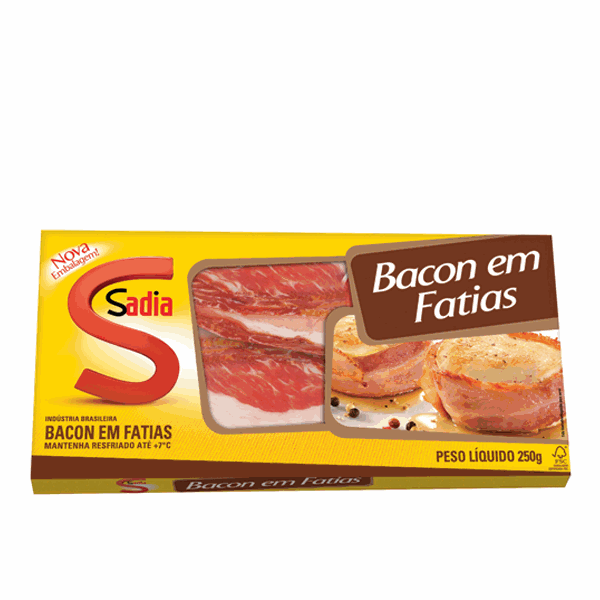 Nova
Embalagem!
Sadia
INDÚSTRIA BRASILEIRA
BACON EM FATIAS
MANTENHA RESFRIADO ATÉ +7°C
Bacon em
Fatias
PESO LÍQUIDO 250g
FSC
Sadia
Bacon em Fatias